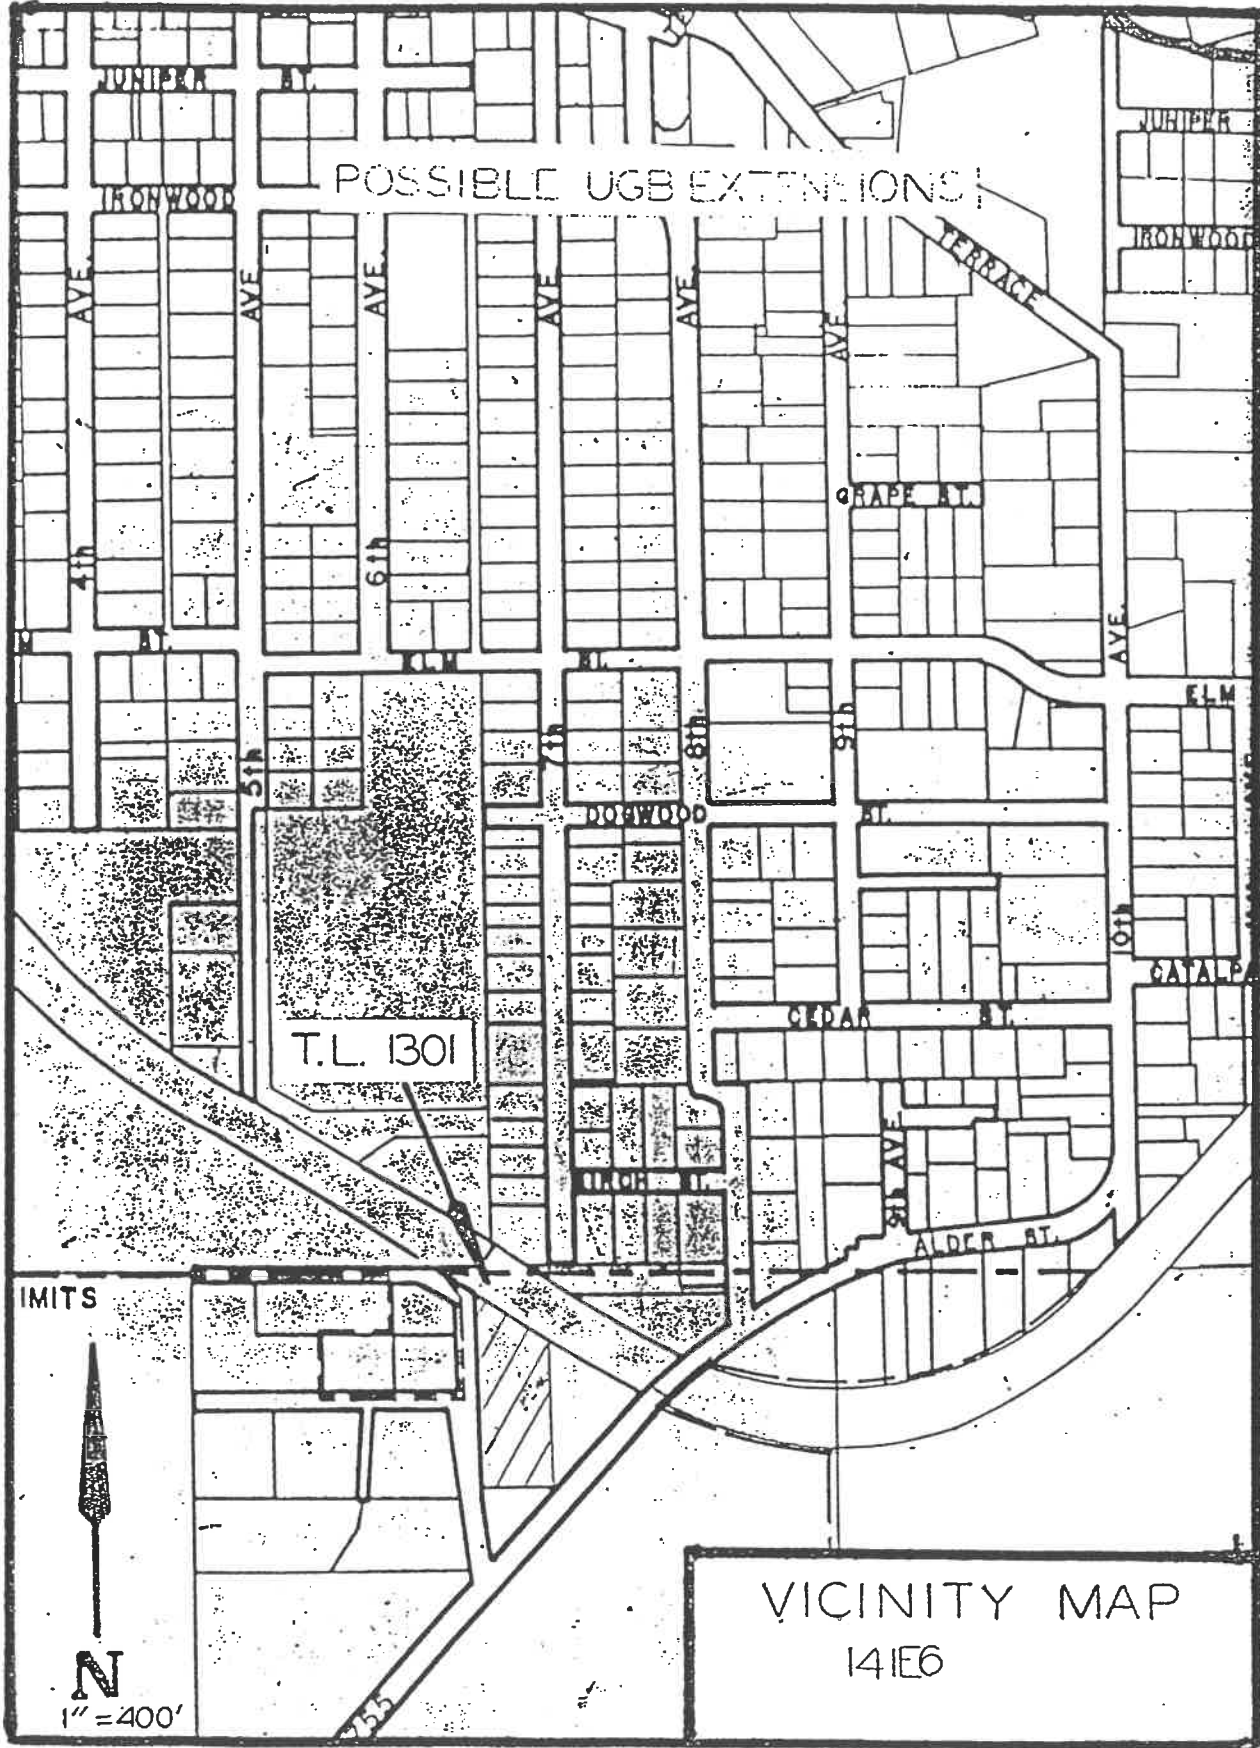 JUNIPER ST.
JUNIPER
POSSIBLE UGB EXTENSIONS
IRONWOOD
IRONWOOD
TERRACE
AVE.
AVE
AVE.
AVE
AVE.
AVE
GRAPE ST.
4th
6th
ST.
ELM ST.
AVE.
ELM
5th
7th
8th
9th
DOGWOOD ST.
10th
CATALPA
CEDAR ST.
T.L. 1301
9th AVE
BIRCH ST.
ALDER ST.
IMITS
N
1" = 400'
VICINITY MAP
141E6